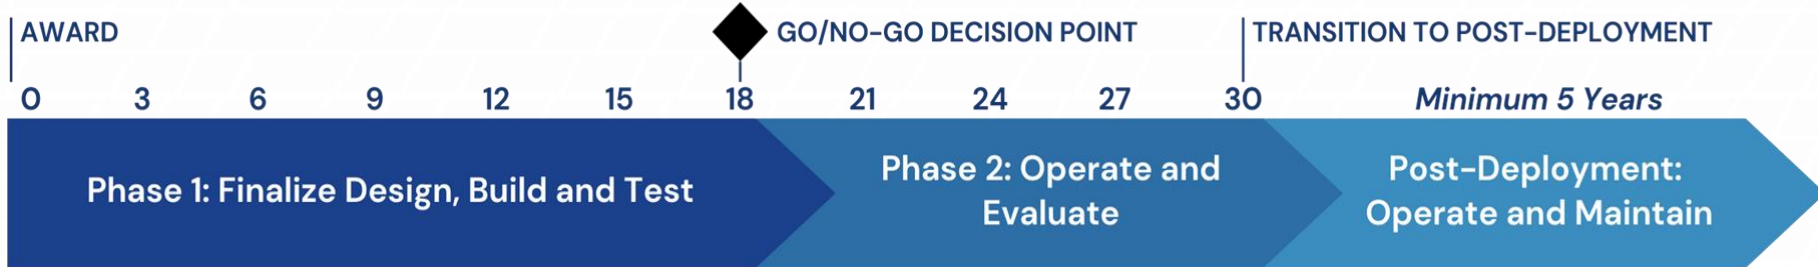 AWARD
GO/NO-GO DECISION POINT
TRANSITION TO POST-DEPLOYMENT
0 3 6 9 12 15 18 21 24 27 30 Minimum 5 Years
Phase 1: Finalize Design, Build and Test
Phase 2: Operate and
Evaluate
Post-Deployment:
Operate and Maintain